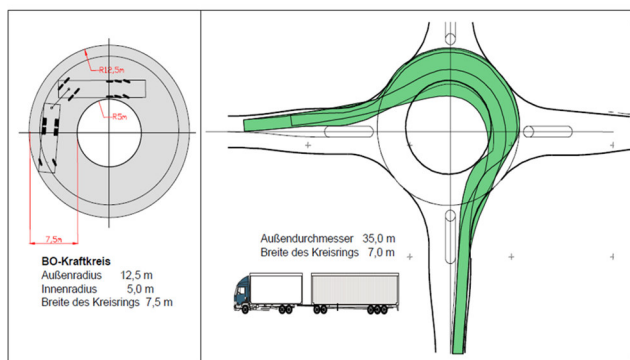 R12,5m
R5m
7,5m
BO-Kraftkreis
Außenradius 12,5 m
Innenradius 5,0 m
Breite des Kreisrings 7,5 m
Außendurchmesser 35,0 m
Breite des Kreisrings 7,0 m